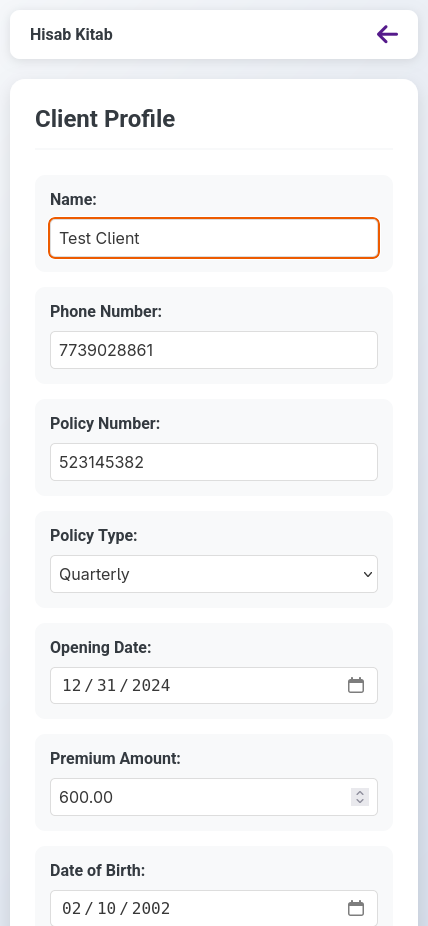 Hisab Kitab
Client Profile
Name:
Test Client
Phone Number:
7739028861
Policy Number:
523145382
Policy Type:
Quarterly
Opening Date:
12/31/2024
Premium Amount:
600.00
Date of Birth:
02/10/2002